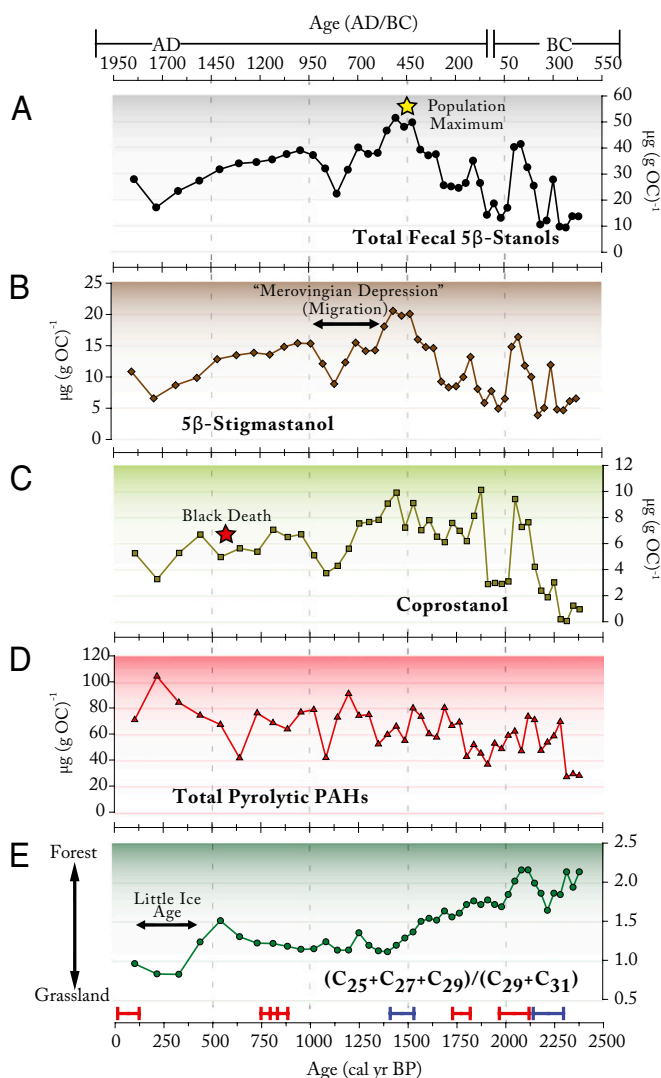 Age (AD/BC)
AD BC
1950 1700 1450 1200 950 700 450 200 50 300 550
A
Population
Maximum
Total Fecal 5β-Stanols
60
50
40
30
20
10
0
µg (g OC)⁻¹
B
25
20
15
10
5
0
µg (g OC)⁻¹
"Merovingian Depression"
(Migration)
5β-Stigmastanol
C
Black Death
Coprostanol
12
10
8
6
4
2
0
µg (g OC)⁻¹
D
120
100
80
60
40
20
0
µg (g OC)⁻¹
Total Pyrolytic PAHs
E
Forest
Grassland
Little Ice
Age
(C₂₅+C₂₇+C₂₉)/(C₂₉+C₃₁)
2.5
2.0
1.5
1.0
0.5
0 250 500 750 1000 1250 1500 1750 2000 2250 2500
Age (cal yr BP)